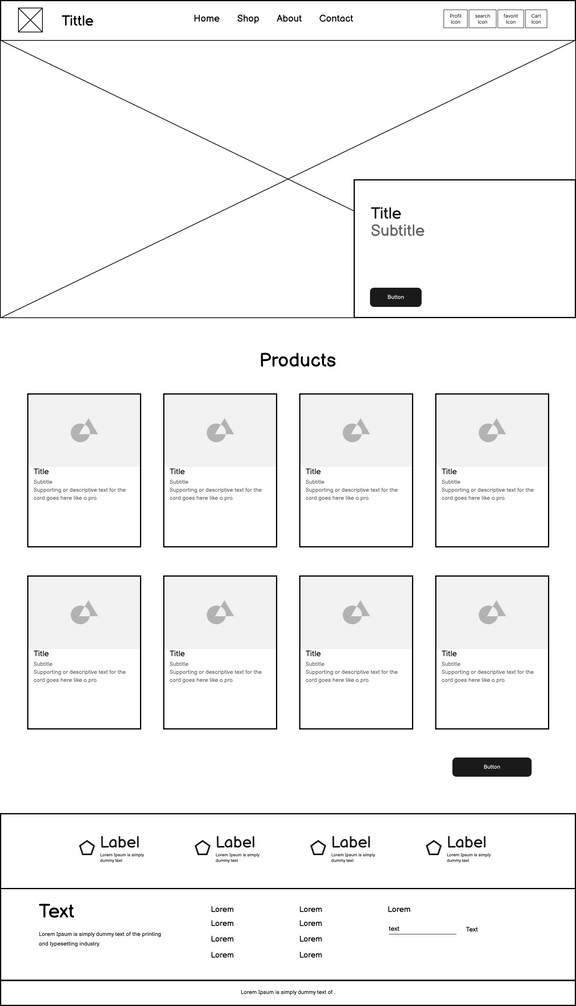 Tittle
Home Shop About Contact
Profil Icon
search Icon
favorit Icon
Cart Icon
Title
Subtitle
Button
Products
Title
Subtitle
Supporting or descriptive text for the
card goes here like a pro.
Title
Subtitle
Supporting or descriptive text for the
card goes here like a pro.
Title
Subtitle
Supporting or descriptive text for the
card goes here like a pro.
Title
Subtitle
Supporting or descriptive text for the
card goes here like a pro.
Title
Subtitle
Supporting or descriptive text for the
card goes here like a pro.
Title
Subtitle
Supporting or descriptive text for the
card goes here like a pro.
Title
Subtitle
Supporting or descriptive text for the
card goes here like a pro.
Title
Subtitle
Supporting or descriptive text for the
card goes here like a pro.
Button
Label
Lorem Ipsum is simply
dummy text
Label
Lorem Ipsum is simply
dummy text
Label
Lorem Ipsum is simply
dummy text
Label
Lorem Ipsum is simply
dummy text
Text
Lorem Ipsum is simply dummy text of the printing
and typesetting industry.
Lorem
Lorem
Lorem
Lorem
Lorem
Lorem
Lorem
Lorem
Lorem
text
Text
Lorem Ipsum is simply dummy text of .